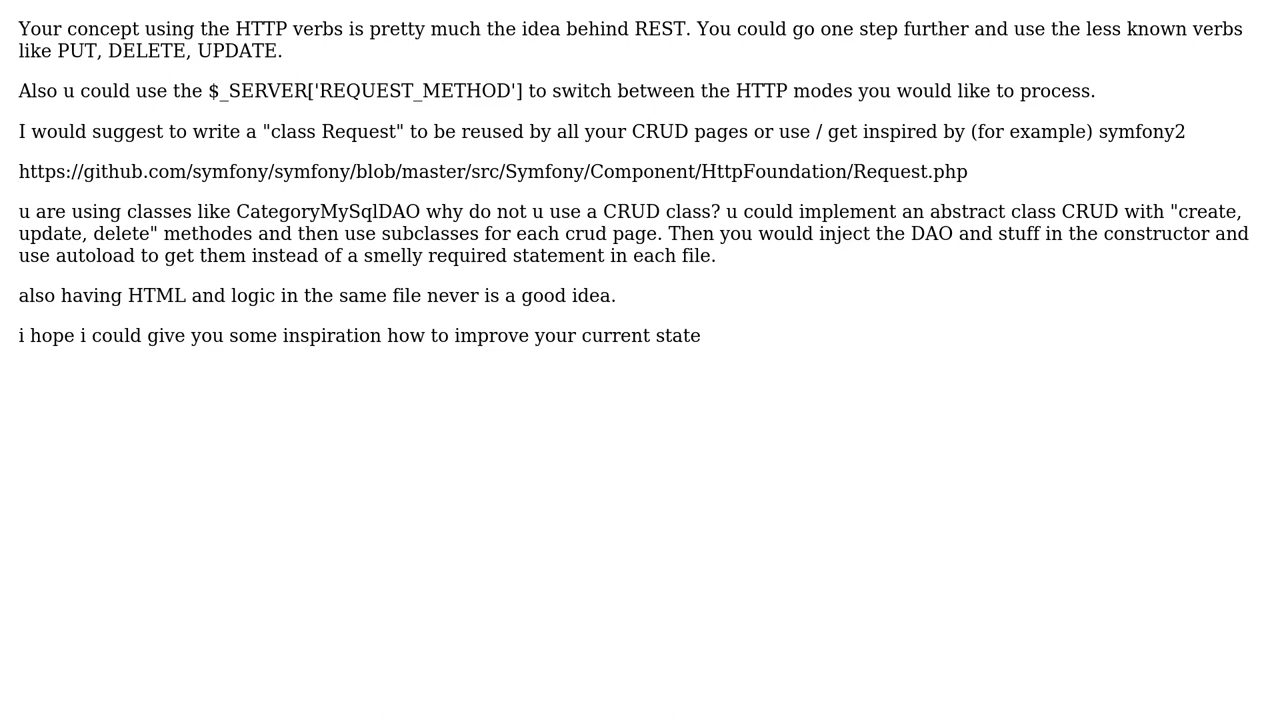 Your concept using the HTTP verbs is pretty much the idea behind REST. You could go one step further and use the less known verbs
like PUT, DELETE, UPDATE.
Also u could use the $_SERVER['REQUEST_METHOD'] to switch between the HTTP modes you would like to process.
I would suggest to write a "class Request" to be reused by all your CRUD pages or use / get inspired by (for example) symfony2
https://github.com/symfony/symfony/blob/master/src/Symfony/Component/HttpFoundation/Request.php
u are using classes like CategoryMySqlDAO why do not u use a CRUD class? u could implement an abstract class CRUD with "create,
update, delete" methodes and then use subclasses for each crud page. Then you would inject the DAO and stuff in the constructor and
use autoload to get them instead of a smelly required statement in each file.
also having HTML and logic in the same file never is a good idea.
i hope i could give you some inspiration how to improve your current state